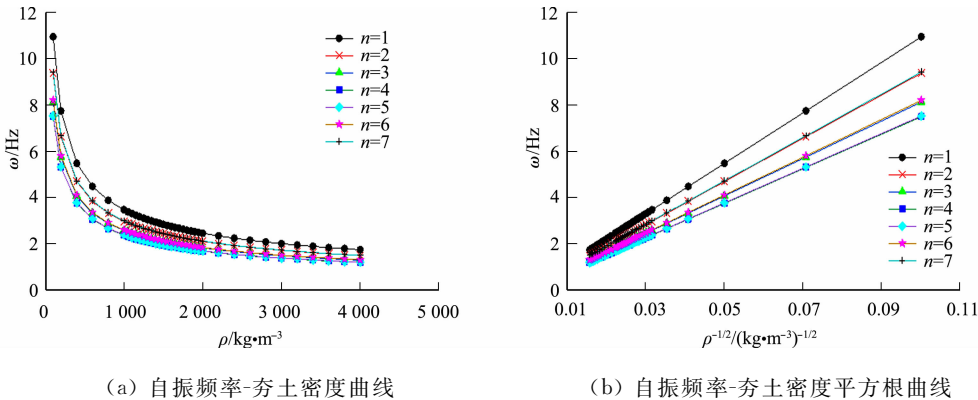 12
10
8
6
4
2
0
ω/Hz
n=1
n=2
n=3
n=4
n=5
n=6
n=7
0
1 000
2 000
3 000
4 000
5 000
ρ/kg•m⁻³
(a) 自振频率-夯土密度曲线
12
10
8
6
4
2
0
ω/Hz
n=1
n=2
n=3
n=4
n=5
n=6
n=7
0.01
0.03
0.05
0.07
0.09
0.11
ρ⁻¹/²/(kg•m⁻³)⁻¹/²
(b) 自振频率-夯土密度平方根曲线